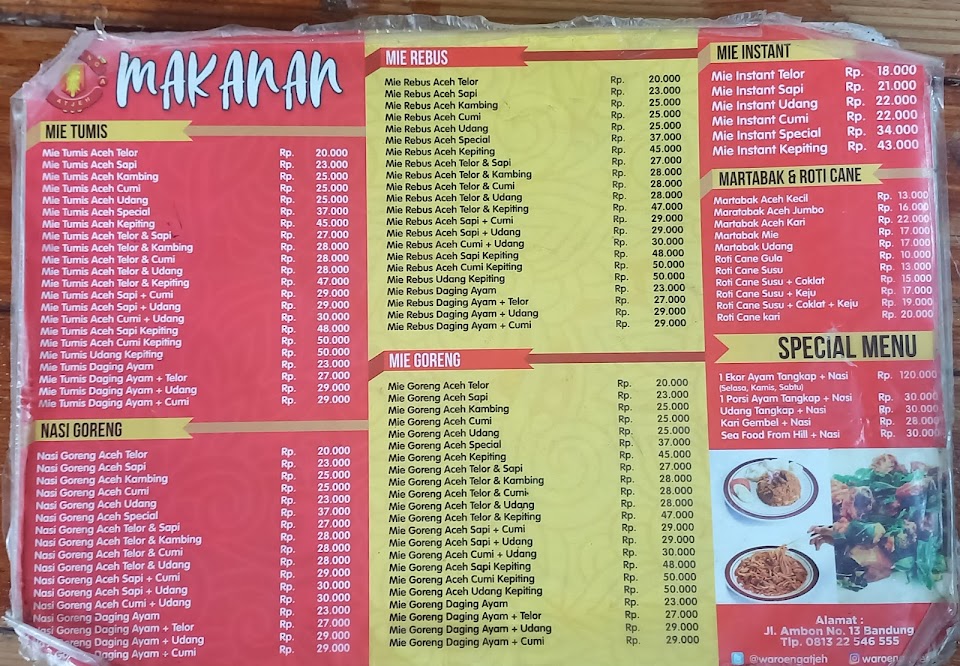 ATJEH
MAKANAN
MIE TUMIS
Mie Tumis Aceh Telor Rp. 20.000
Mie Tumis Aceh Sapi Rp. 23.000
Mie Tumis Aceh Kambing Rp. 25.000
Mie Tumis Aceh Cumi Rp. 25.000
Mie Tumis Aceh Udang Rp. 25.000
Mie Tumis Aceh Special Rp. 37.000
Mie Tumis Aceh Kepiting Rp. 45.000
Mie Tumis Aceh Telor & Sapi Rp. 27.000
Mie Tumis Aceh Telor & Kambing Rp. 28.000
Mie Tumis Aceh Telor & Cumi Rp. 28.000
Mie Tumis Aceh Telor & Udang Rp. 28.000
Mie Tumis Aceh Telor & Kepiting Rp. 47.000
Mie Tumis Aceh Sapi + Cumi Rp. 29.000
Mie Tumis Aceh Sapi + Udang Rp. 29.000
Mie Tumis Aceh Cumi + Udang Rp. 30.000
Mie Tumis Aceh Sapi Kepiting Rp. 48.000
Mie Tumis Aceh Cumi Kepiting Rp. 50.000
Mie Tumis Udang Kepiting Rp. 50.000
Mie Tumis Daging Ayam Rp. 23.000
Mie Tumis Daging Ayam + Telor Rp. 27.000
Mie Tumis Daging Ayam + Udang Rp. 29.000
Mie Tumis Daging Ayam + Cumi Rp. 29.000
NASI GORENG
Nasi Goreng Aceh Telor Rp. 20.000
Nasi Goreng Aceh Sapi Rp. 23.000
Nasi Goreng Aceh Kambing Rp. 25.000
Nasi Goreng Aceh Cumi Rp. 25.000
Nasi Goreng Aceh Udang Rp. 23.000
Nasi Goreng Aceh Special Rp. 37.000
Nasi Goreng Aceh Telor & Sapi Rp. 27.000
Nasi Goreng Aceh Telor & Kambing Rp. 28.000
Nasi Goreng Aceh Telor & Cumi Rp. 28.000
Nasi Goreng Aceh Telor & Udang Rp. 28.000
Nasi Goreng Aceh Sapi + Cumi Rp. 29.000
Nasi Goreng Aceh Sapi + Udang Rp. 30.000
Nasi Goreng Aceh Cumi + Udang Rp. 30.000
Nasi Goreng Daging Ayam Rp. 23.000
Nasi Goreng Daging Ayam + Telor Rp. 27.000
Nasi Goreng Daging Ayam + Udang Rp. 29.000
Nasi Goreng Daging Ayam + Cumi Rp. 29.000
MIE REBUS
Mie Rebus Aceh Telor Rp. 20.000
Mie Rebus Aceh Sapi Rp. 23.000
Mie Rebus Aceh Kambing Rp. 25.000
Mie Rebus Aceh Cumi Rp. 25.000
Mie Rebus Aceh Udang Rp. 25.000
Mie Rebus Aceh Special Rp. 37.000
Mie Rebus Aceh Kepiting Rp. 45.000
Mie Rebus Aceh Telor & Sapi Rp. 27.000
Mie Rebus Aceh Telor & Kambing Rp. 28.000
Mie Rebus Aceh Telor & Cumi Rp. 28.000
Mie Rebus Aceh Telor & Udang Rp. 28.000
Mie Rebus Aceh Telor & Kepiting Rp. 47.000
Mie Rebus Aceh Sapi + Cumi Rp. 29.000
Mie Rebus Aceh Sapi + Udang Rp. 29.000
Mie Rebus Aceh Cumi + Udang Rp. 30.000
Mie Rebus Aceh Sapi Kepiting Rp. 48.000
Mie Rebus Aceh Cumi Kepiting Rp. 50.000
Mie Rebus Udang Kepiting Rp. 50.000
Mie Rebus Daging Ayam Rp. 23.000
Mie Rebus Daging Ayam + Telor Rp. 27.000
Mie Rebus Daging Ayam + Udang Rp. 29.000
Mie Rebus Daging Ayam + Cumi Rp. 29.000
MIE GORENG
Mie Goreng Aceh Telor Rp. 20.000
Mie Goreng Aceh Sapi Rp. 23.000
Mie Goreng Aceh Kambing Rp. 25.000
Mie Goreng Aceh Cumi Rp. 25.000
Mie Goreng Aceh Udang Rp. 25.000
Mie Goreng Aceh Special Rp. 37.000
Mie Goreng Aceh Kepiting Rp. 45.000
Mie Goreng Aceh Telor & Sapi Rp. 27.000
Mie Goreng Aceh Telor & Kambing Rp. 28.000
Mie Goreng Aceh Telor & Cumi Rp. 28.000
Mie Goreng Aceh Telor & Udang Rp. 28.000
Mie Goreng Aceh Telor & Kepiting Rp. 47.000
Mie Goreng Aceh Sapi + Cumi Rp. 29.000
Mie Goreng Aceh Sapi + Udang Rp. 29.000
Mie Goreng Aceh Cumi + Udang Rp. 30.000
Mie Goreng Aceh Sapi Kepiting Rp. 48.000
Mie Goreng Aceh Cumi Kepiting Rp. 50.000
Mie Goreng Aceh Udang Kepiting Rp. 50.000
Mie Goreng Daging Ayam Rp. 23.000
Mie Goreng Daging Ayam + Telor Rp. 27.000
Mie Goreng Daging Ayam + Udang Rp. 29.000
Mie Goreng Daging Ayam + Cumi Rp. 29.000
MIE INSTANT
Mie Instant Telor Rp. 18.000
Mie Instant Sapi Rp. 21.000
Mie Instant Udang Rp. 22.000
Mie Instant Cumi Rp. 22.000
Mie Instant Special Rp. 34.000
Mie Instant Kepiting Rp. 43.000
MARTABAK & ROTI CANE
Martabak Aceh Kecil Rp. 13.000
Maratabak Aceh Jumbo Rp. 16.000
Martabak Aceh Kari Rp. 22.000
Martabak Mie Rp. 17.000
Martabak Udang Rp. 17.000
Roti Cane Gula Rp. 10.000
Roti Cane Susu Rp. 13.000
Roti Cane Susu + Coklat Rp. 15.000
Roti Cane Susu + Keju Rp. 17.000
Roti Cane Susu + Coklat + Keju Rp. 19.000
Roti Cane kari Rp. 20.000
SPECIAL MENU
1 Ekor Ayam Tangkap + Nasi Rp. 120.000
(Selasa, Kamis, Sabtu)
1 Porsi Ayam Tangkap + Nosi Rp. 30.000
Udang Tangkap + Nasi Rp. 30.000
Kari Gembel + Nasi Rp. 28.000
Sea Food From Hill + Nasi Rp. 30.000
Alamat :
Jl. Ambon No. 13 Bandung
Tlp. 0813 22 546 555
@waroengatjeh